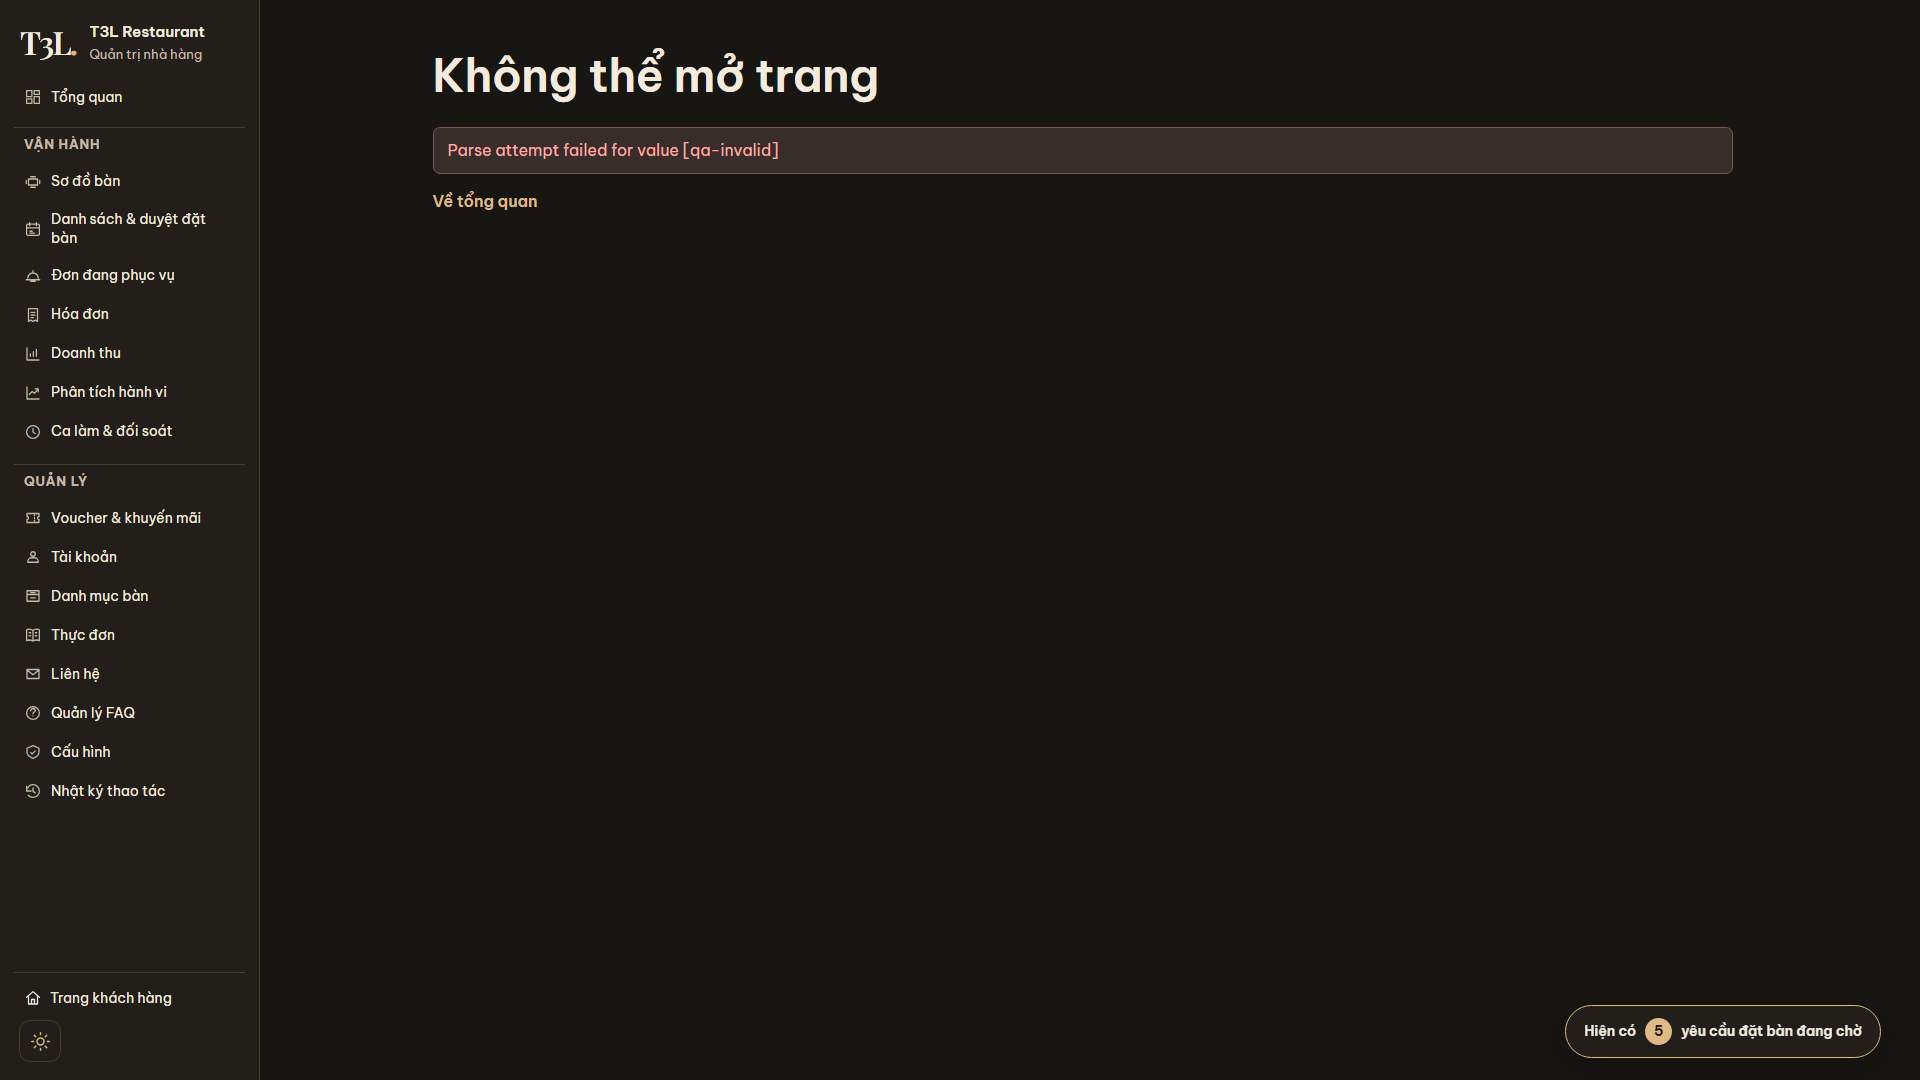 T3L.
T3L Restaurant
Quản trị nhà hàng
Tổng quan
VẬN HÀNH
Sơ đồ bàn
Danh sách & duyệt đặt
bàn
Đơn đang phục vụ
Hóa đơn
Doanh thu
Phân tích hành vi
Ca làm & đối soát
QUẢN LÝ
Voucher & khuyến mãi
Tài khoản
Danh mục bàn
Thực đơn
Liên hệ
Quản lý FAQ
Cấu hình
Nhật ký thao tác
Trang khách hàng
Không thể mở trang
Parse attempt failed for value [qa-invalid]
Về tổng quan
Hiện có 5 yêu cầu đặt bàn đang chờ